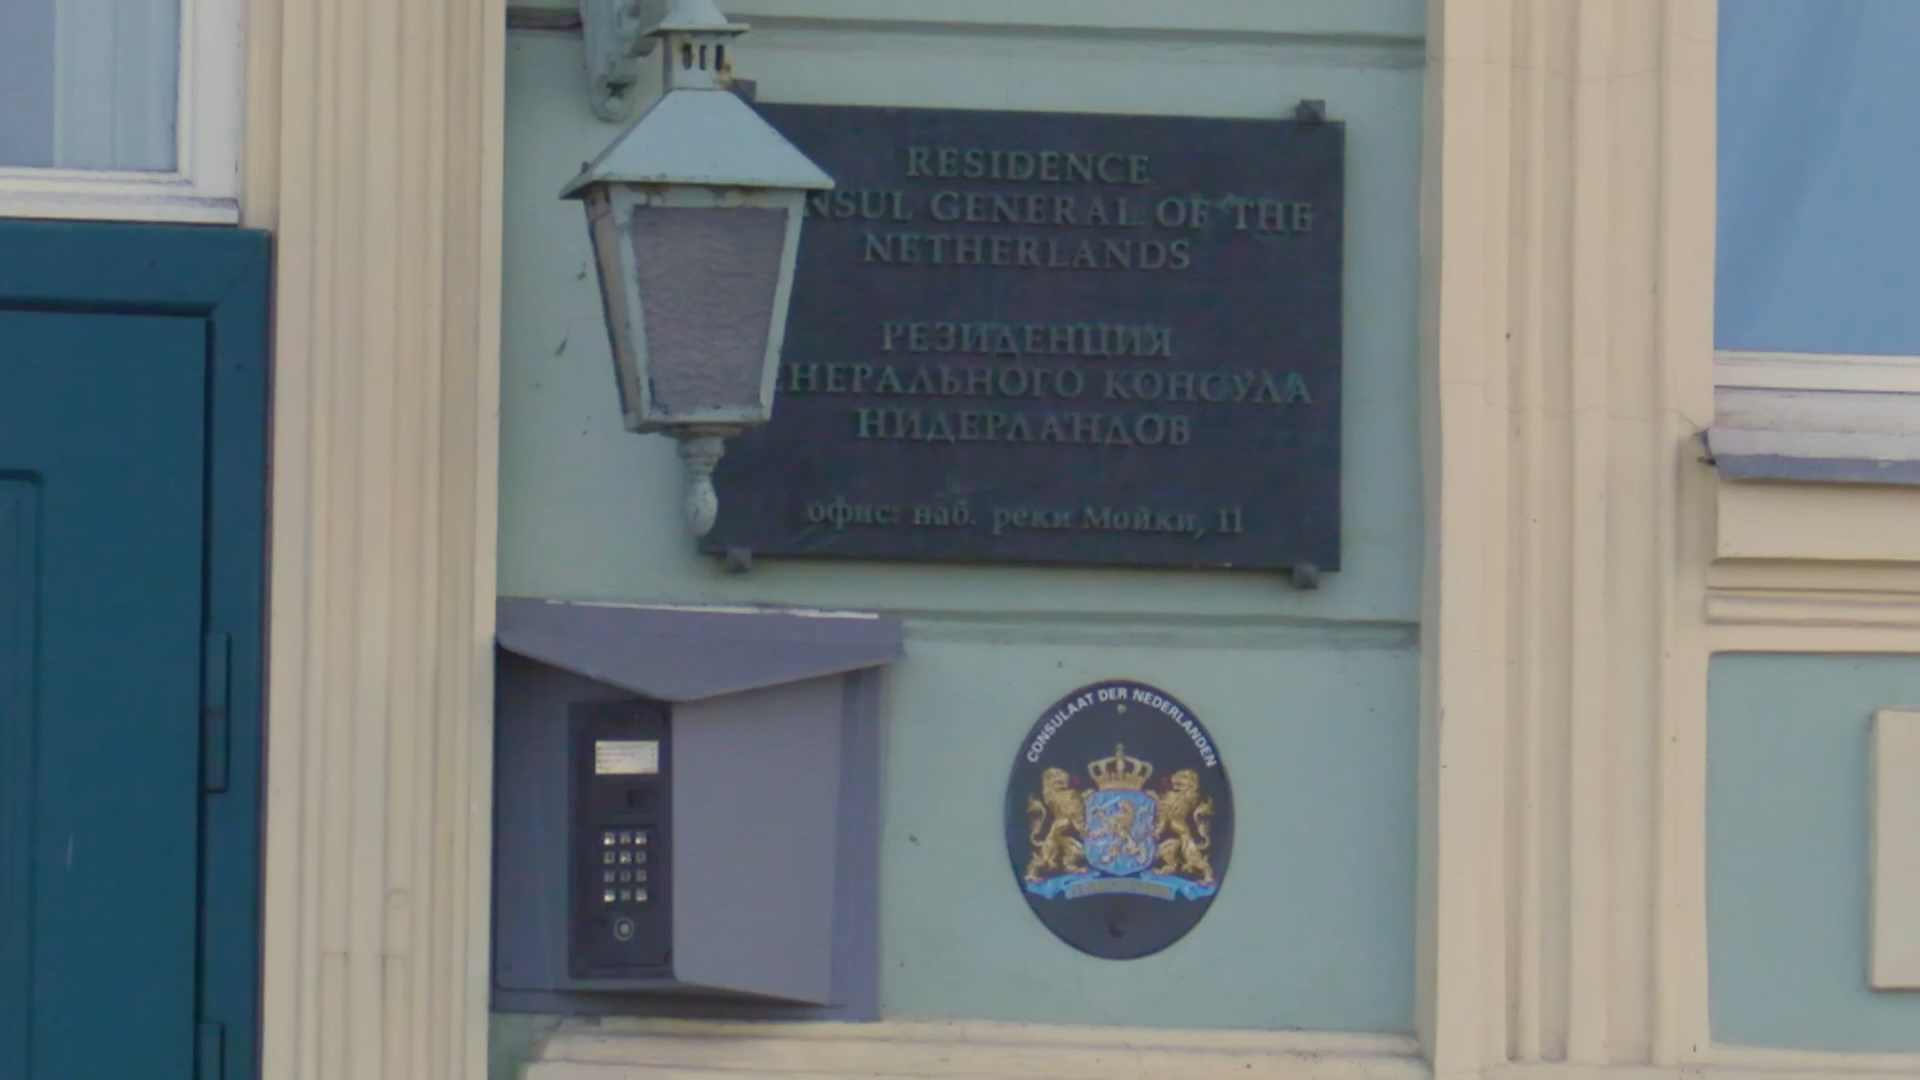 RESIDENCE
NSUL GENERAL OF THE
NETHERLANDS
РЕЗИДЕНЦИЯ
ЕНЕРАЛЬНОГО КОНСУЛА
НИДЕРЛАНДОВ
офис: наб. реки Мойки, 11
CONSULAAT DER NEDERLANDEN